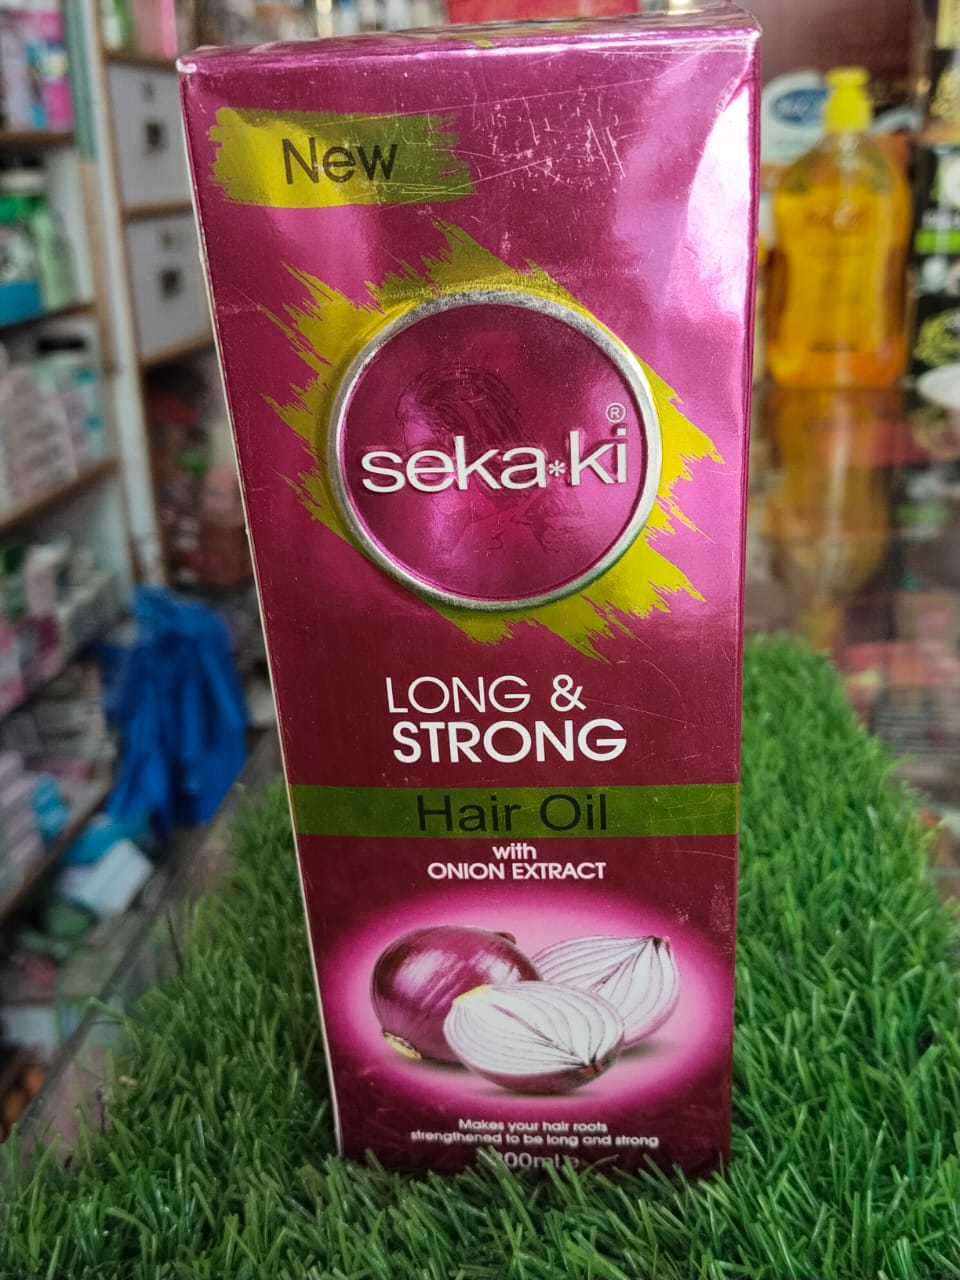 New
seka*ki®
LONG &
STRONG
Hair Oil
with
ONION EXTRACT
Makes your hair roots
strengthened to be long and strong